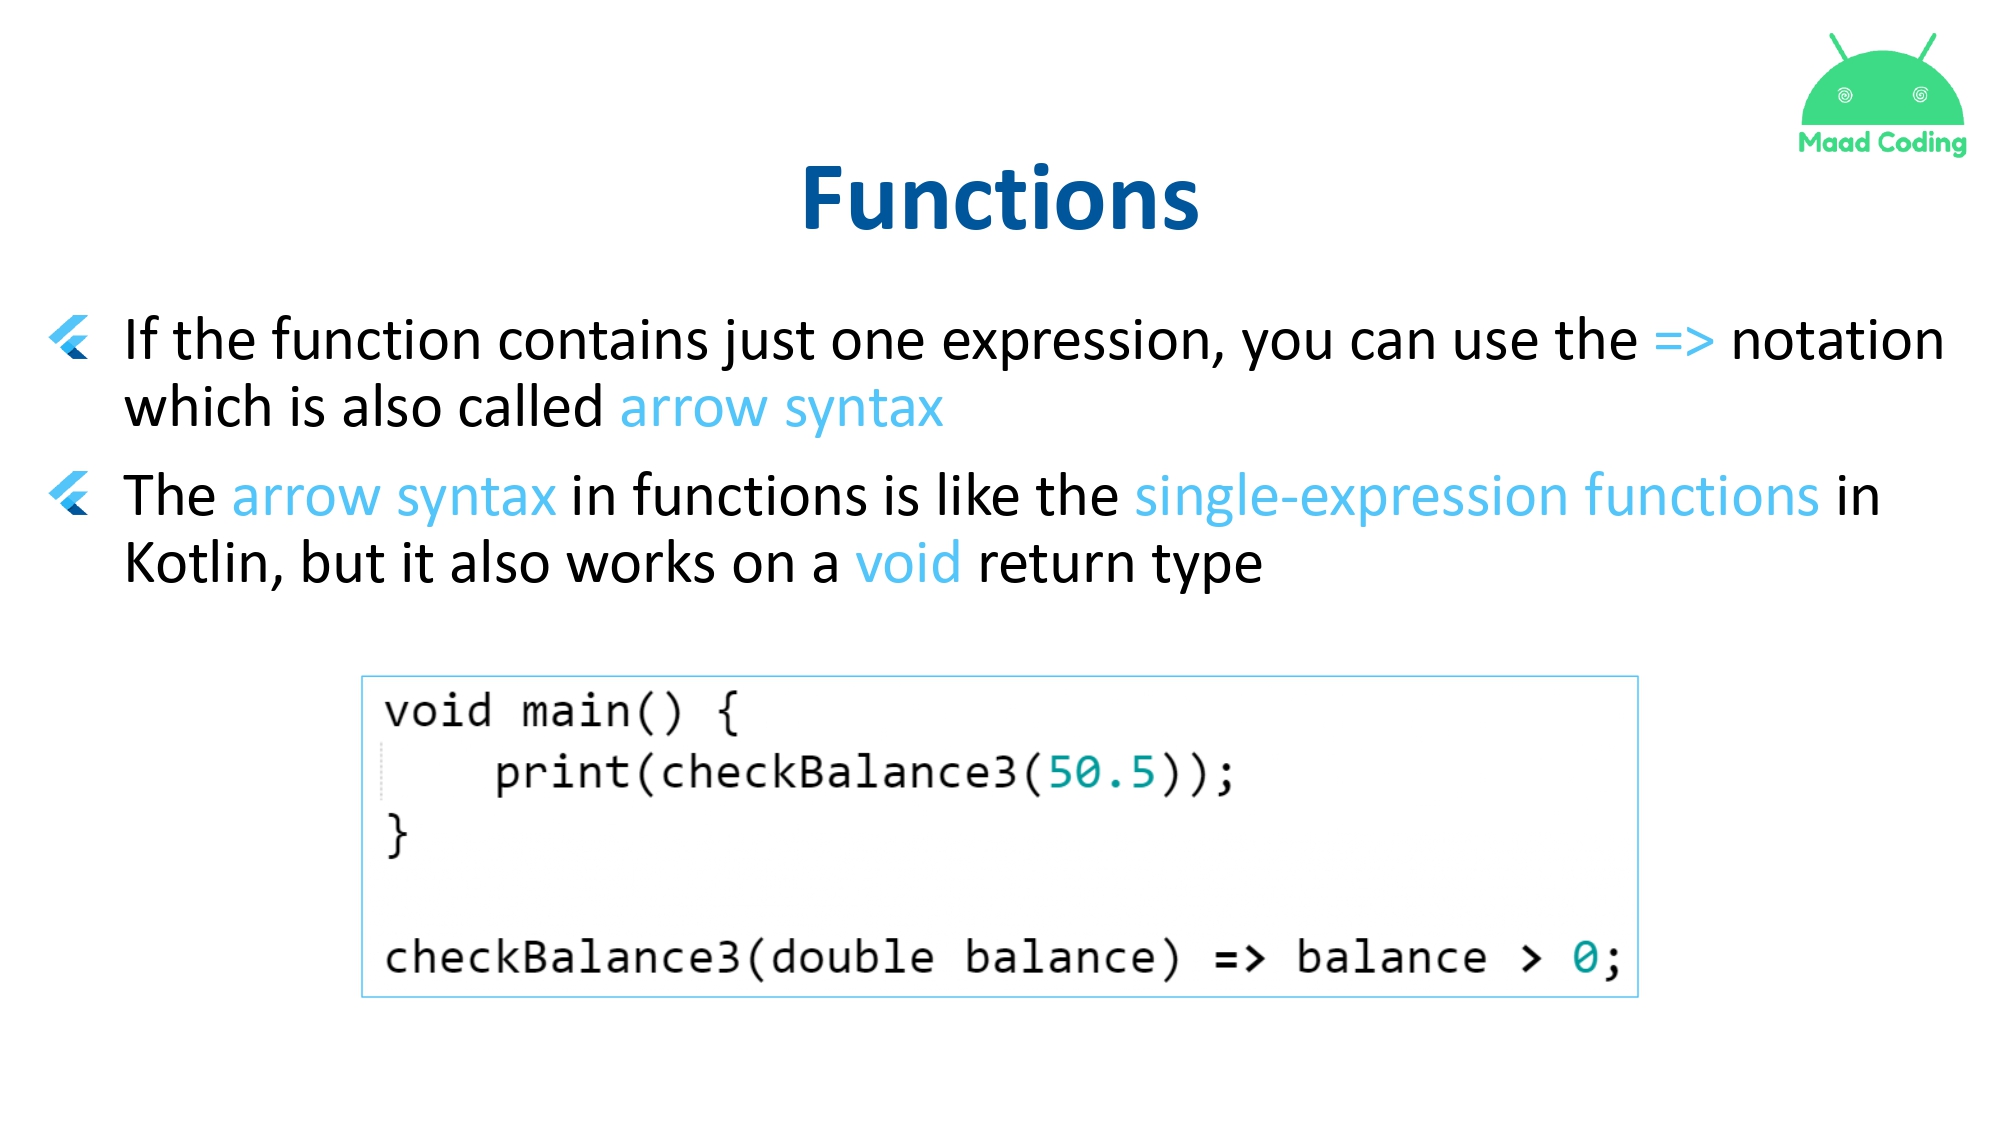 Maad Coding
Functions
If the function contains just one expression, you can use the => notation
which is also called arrow syntax
The arrow syntax in functions is like the single-expression functions in
Kotlin, but it also works on a void return type
void main() {
    print(checkBalance3(50.5));
}
checkBalance3(double balance) => balance > 0;